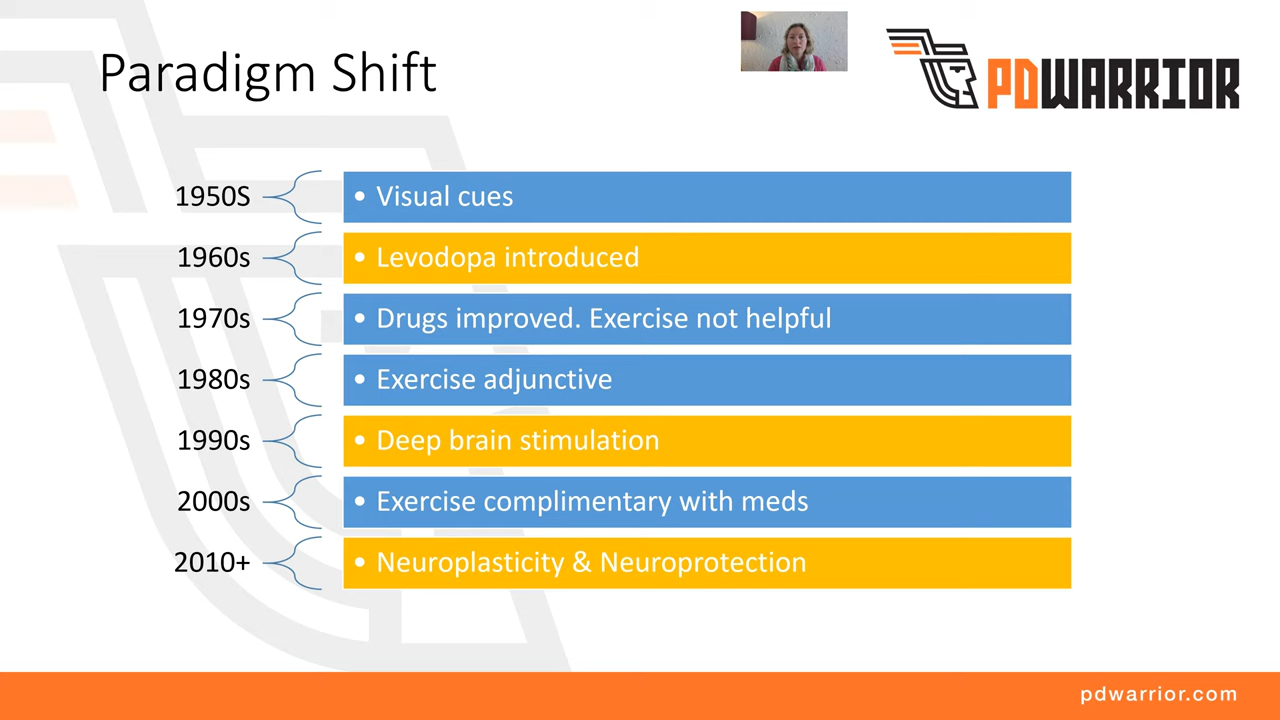 Paradigm Shift
PDWARRIOR
1950S
• Visual cues
1960s
• Levodopa introduced
1970s
• Drugs improved. Exercise not helpful
1980s
• Exercise adjunctive
1990s
• Deep brain stimulation
2000s
• Exercise complimentary with meds
2010+
• Neuroplasticity & Neuroprotection
pdwarrior.com